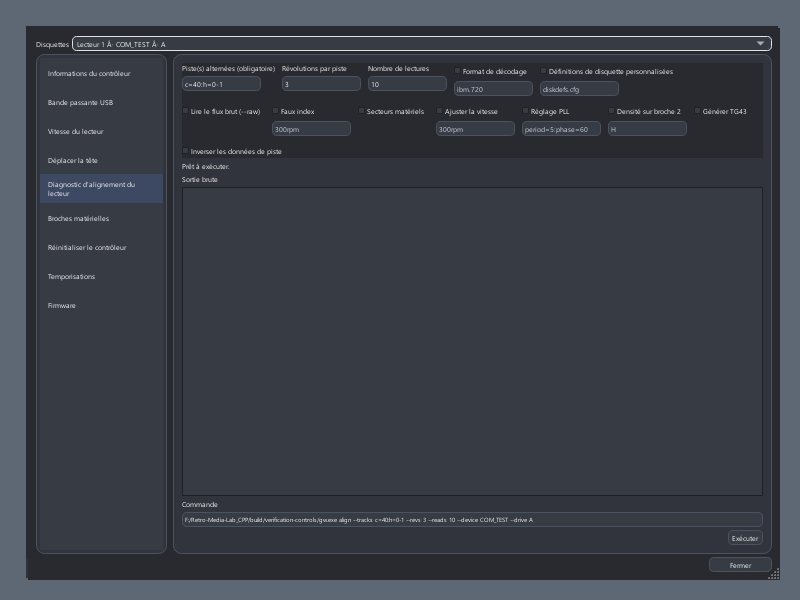 Disquettes
Lecteur 1 Â· COM_TEST Â· A
Informations du contrôleur
Bande passante USB
Vitesse du lecteur
Déplacer la tête
Diagnostic d'alignement du
lecteur
Broches matérielles
Réinitialiser le contrôleur
Temporisations
Firmware
Piste(s) alternées (obligatoire)
Révolutions par piste
Nombre de lectures
Format de décodage
Définitions de disquette personnalisées
c=40:h=0-1
3
10
ibm.720
diskdefs.cfg
Lire le flux brut (--raw)
Faux index
Secteurs matériels
Ajuster la vitesse
Réglage PLL
Densité sur broche 2
Générer TG43
300rpm
300rpm
period=5:phase=60
H
Inverser les données de piste
Prêt à exécuter.
Sortie brute
Commande
F:/Retro-Media-Lab_CPP/build/verification-controls/gw.exe align --tracks c=40:h=0-1 --revs 3 --reads 10 --device COM_TEST --drive A
Exécuter
Fermer